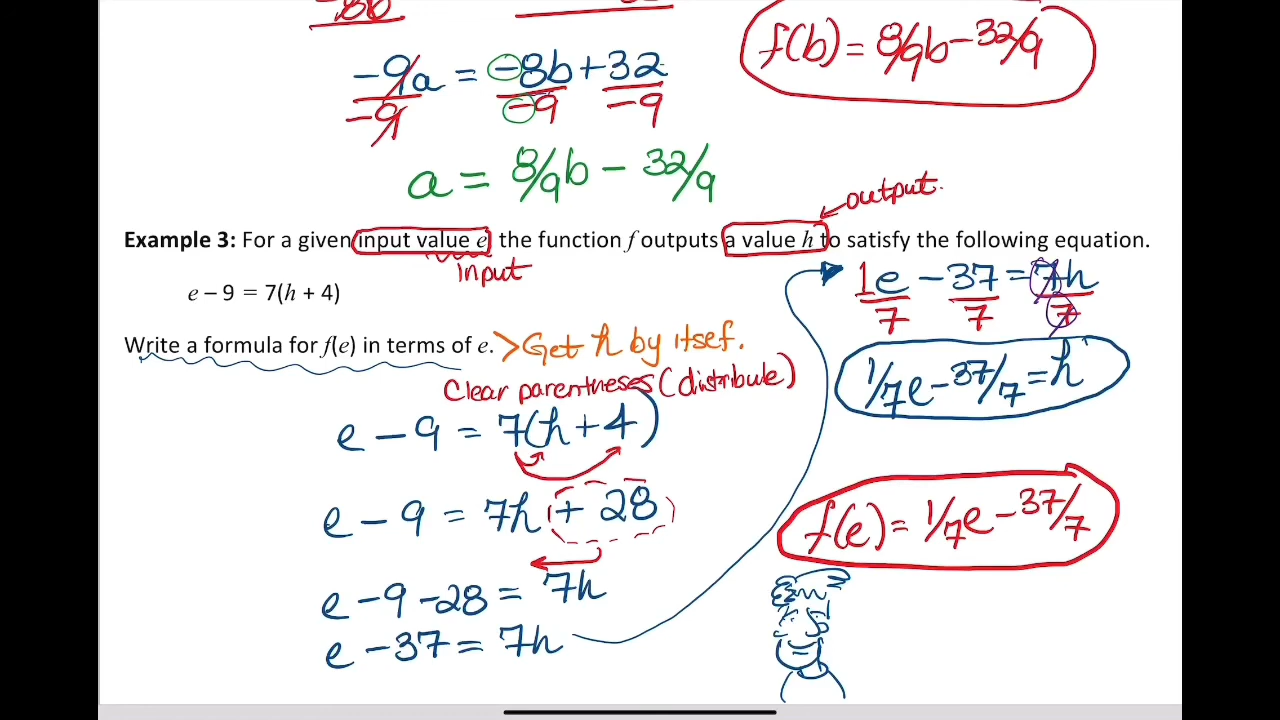 -8b
-9a = -8b + 32
-9 -9 -9
f(b) = 8/9b - 32/9
a = 8/9b - 32/9
output.
Example 3: For a given input value e the function f outputs a value h to satisfy the following equation.
input
e – 9 = 7(h + 4)
1e - 37 = 7h
7 7 7
Write a formula for f(e) in terms of e. >Get h by itsef.
Clear parentheses (distribute)
1/7e - 37/7 = h
e - 9 = 7(h + 4)
e - 9 = 7h + 28
f(e) = 1/7e - 37/7
e - 9 - 28 = 7h
e - 37 = 7h